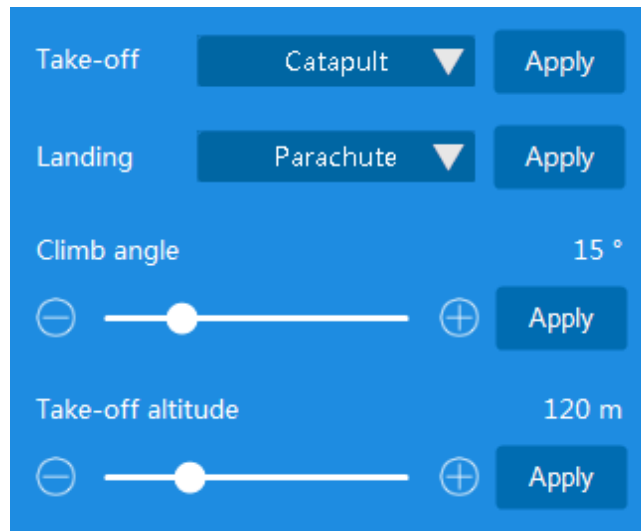 Take-off Catapult Apply
Landing Parachute Apply
Climb angle 15 °
Apply
Take-off altitude 120 m
Apply